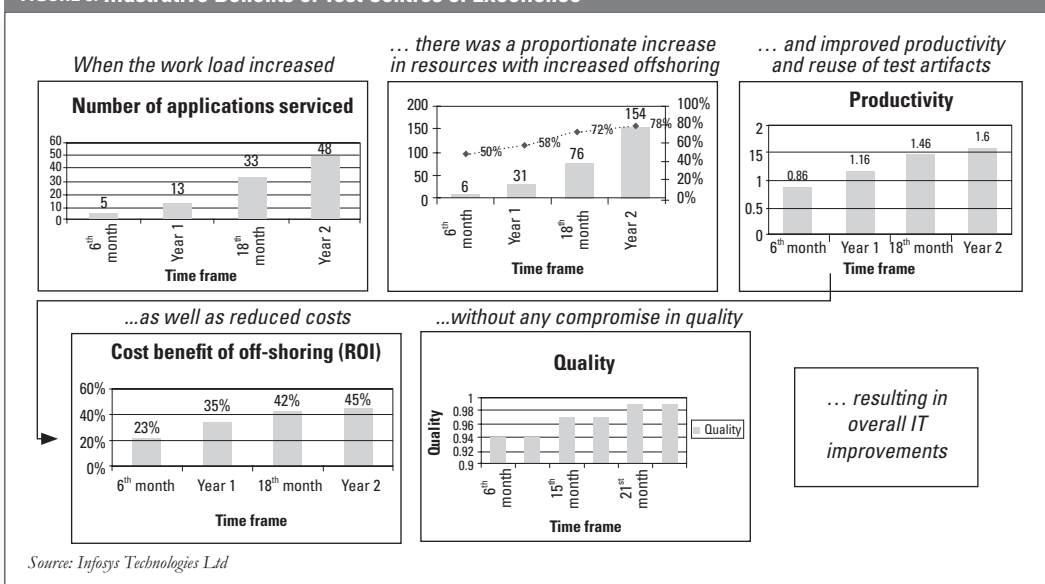 When the work load increased
Number of applications serviced
60
50
40
30
20
10
0
5
13
33
48
6th month
Year 1
18th month
Year 2
Time frame
… there was a proportionate increase
in resources with increased offshoring
200
150
100
50
0
100%
80%
60%
40%
20%
0%
50%
58%
72%
78%
6
31
76
154
6th month
Year 1
18th month
Year 2
Time frame
… and improved productivity
and reuse of test artifacts
Productivity
2
15
1
0.5
0
0.86
1.16
1.46
1.6
6th month
Year 1
18th month
Year 2
Time frame
...as well as reduced costs
Cost benefit of off-shoring (ROI)
60%
40%
20%
0%
23%
35%
42%
45%
6th month
Year 1
18th month
Year 2
Time frame
...without any compromise in quality
Quality
Quality
1
0.98
0.96
0.94
0.92
0.9
6th month
15th month
21st month
Quality
Time frame
… resulting in
overall IT
improvements
Source: Infosys Technologies Ltd